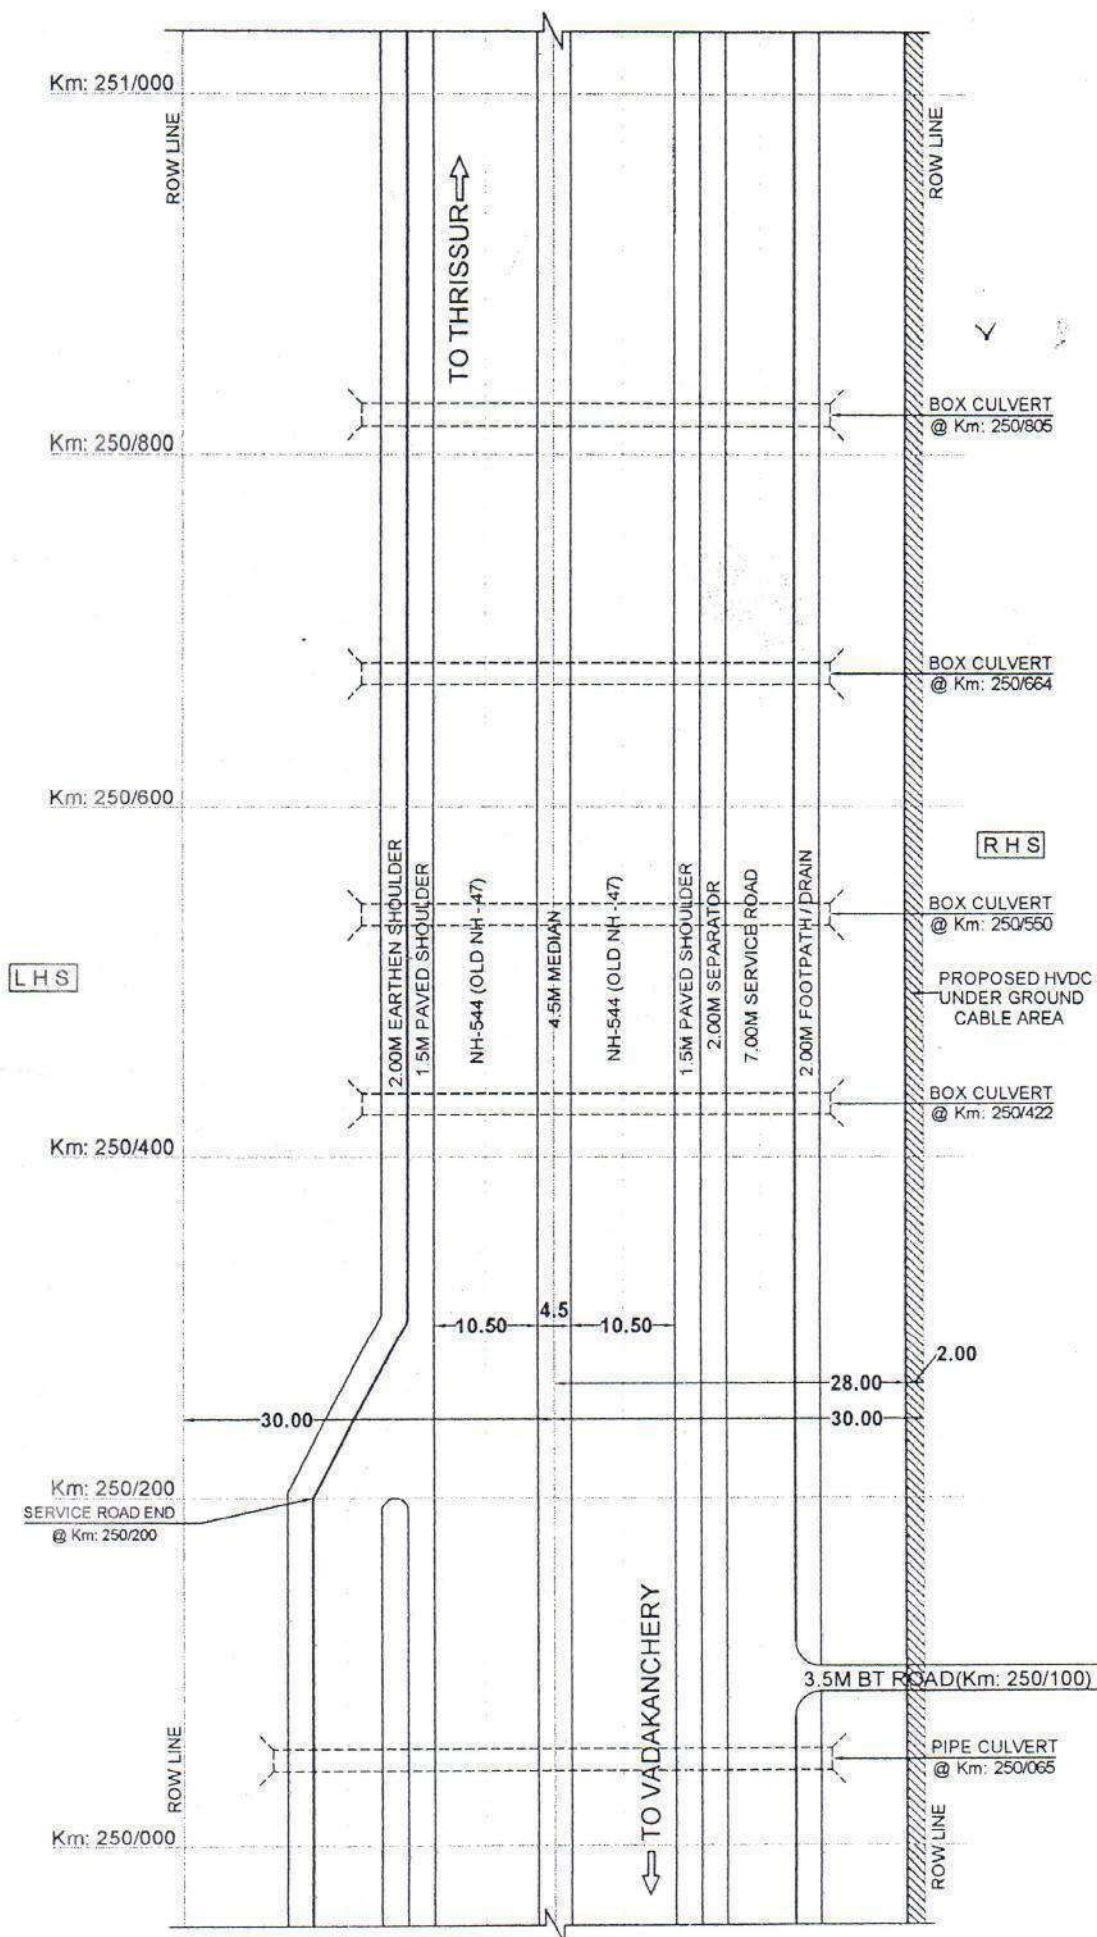 Km: 251/000
ROW LINE
ROW LINE
TO THRISSUR
BOX CULVERT
@ Km: 250/805
Km: 250/800
BOX CULVERT
@ Km: 250/664
Km: 250/600
RHS
2.00M EARTHEN SHOULDER
1.5M PAVED SHOULDER
NH-544 (OLD NH - 47)
4.5M MEDIAN
NH-544 (OLD NH - 47)
1.5M PAVED SHOULDER
2.00M SEPARATOR
7.00M SERVICE ROAD
2.00M FOOTPATH / DRAIN
BOX CULVERT
@ Km: 250/550
LHS
PROPOSED HVDC
UNDER GROUND
CABLE AREA
BOX CULVERT
@ Km: 250/422
Km: 250/400
10.50
4.5
10.50
2.00
28.00
30.00
30.00
Km: 250/200
SERVICE ROAD END
@ Km: 250/200
TO VADAKANCHERY
3.5M BT ROAD(Km: 250/100)
ROW LINE
PIPE CULVERT
@ Km: 250/065
Km: 250/000
ROW LINE